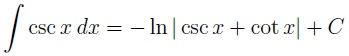 ∫ csc x dx = − ln | csc x + cot x| + C